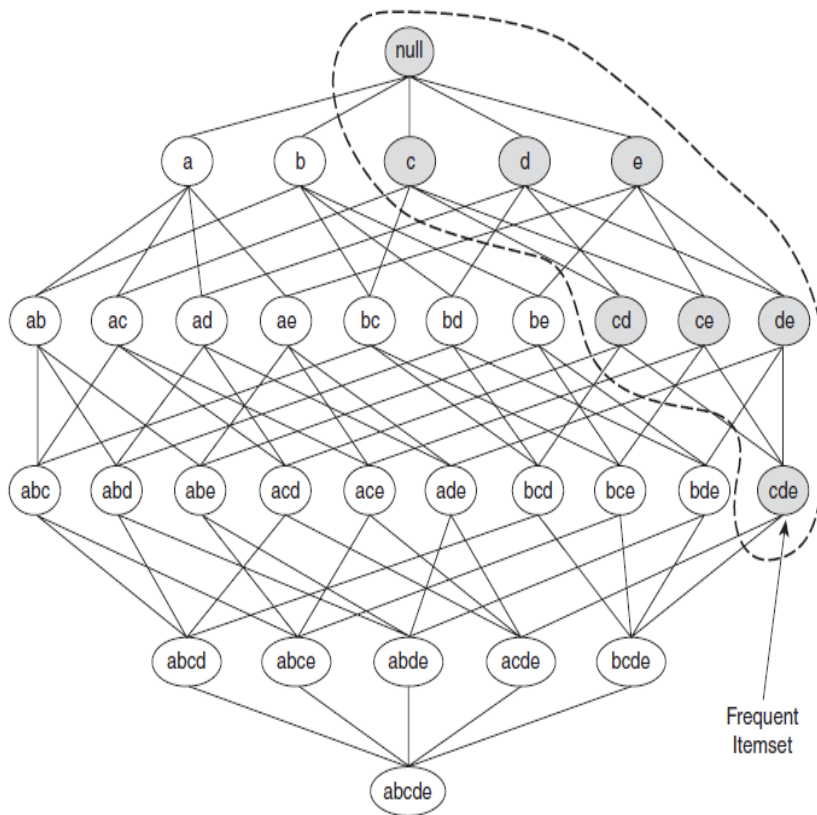 null
a b c d e
ab ac ad ae bc bd be cd ce de
abc abd abe acd ace ade bcd bce bde cde
abcd abce abde acde bcde
Frequent
Itemset
abcde